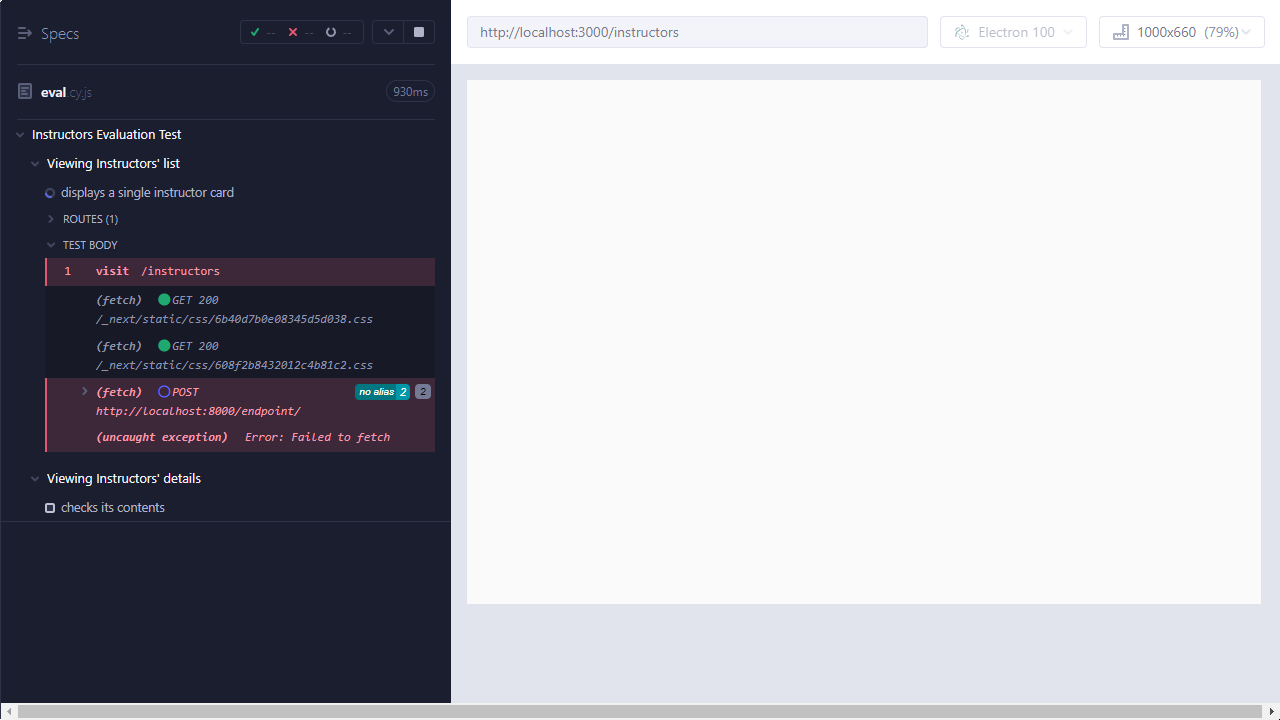 Specs
-- -- --
eval.cy.js 930ms
Instructors Evaluation Test
Viewing Instructors' list
displays a single instructor card
ROUTES (1)
TEST BODY
1 visit /instructors
(fetch) GET 200
/_next/static/css/6b40d7b0e08345d5d038.css
(fetch) GET 200
/_next/static/css/608f2b8432012c4b81c2.css
(fetch) POST no alias 2 2
http://localhost:8000/endpoint/
(uncaught exception) Error: Failed to fetch
Viewing Instructors' details
checks its contents
http://localhost:3000/instructors
Electron 100
1000x660 (79%)